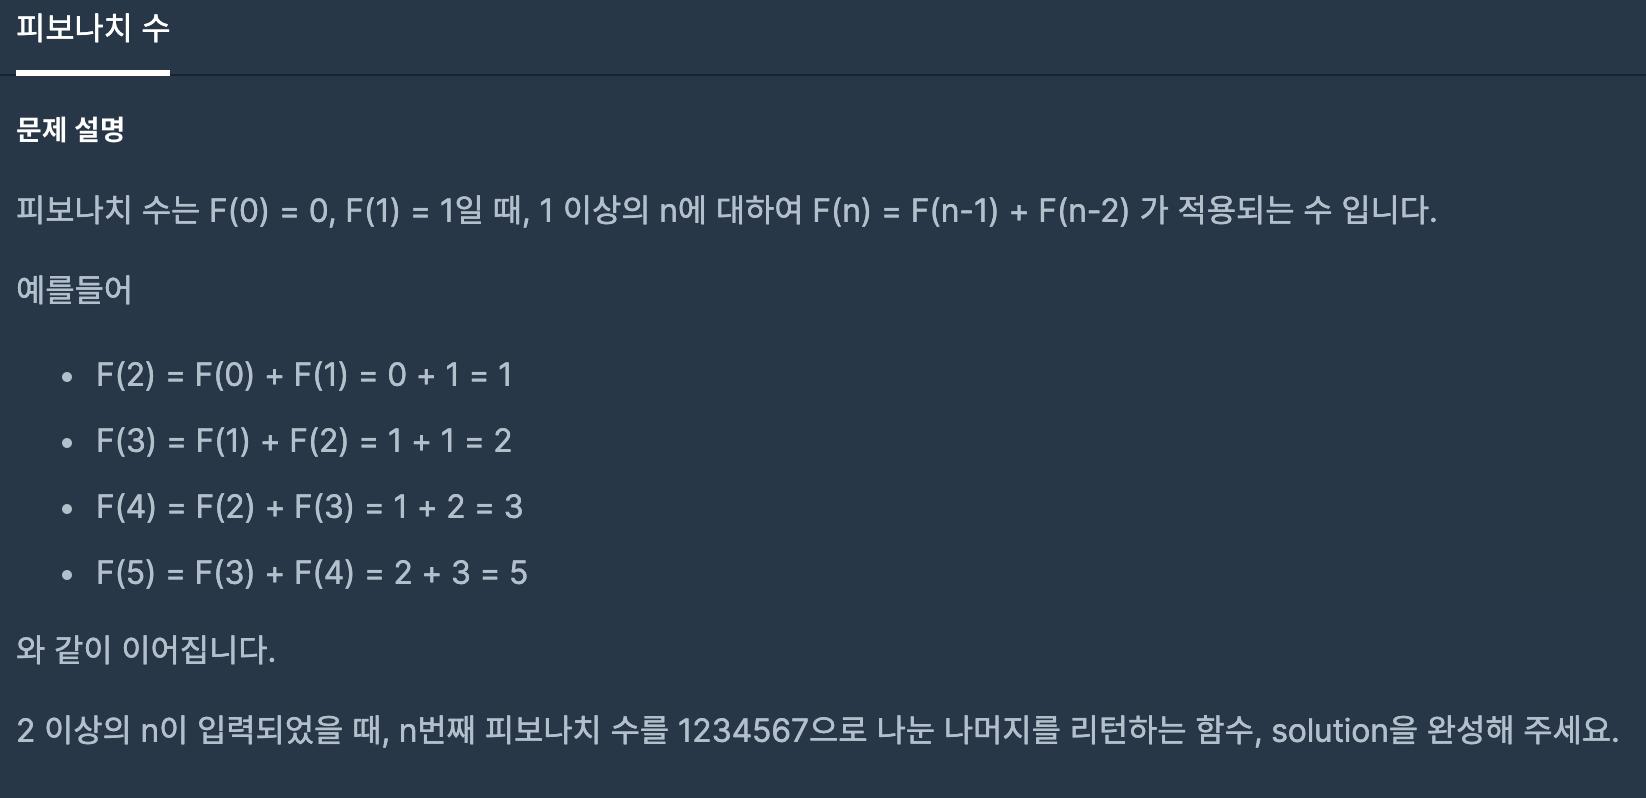 피보나치 수
문제 설명
피보나치 수는 F(0) = 0, F(1) = 1일 때, 1 이상의 n에 대하여 F(n) = F(n-1) + F(n-2) 가 적용되는 수 입니다.
예를들어
• F(2) = F(0) + F(1) = 0 + 1 = 1
• F(3) = F(1) + F(2) = 1 + 1 = 2
• F(4) = F(2) + F(3) = 1 + 2 = 3
• F(5) = F(3) + F(4) = 2 + 3 = 5
와 같이 이어집니다.
2 이상의 n이 입력되었을 때, n번째 피보나치 수를 1234567으로 나눈 나머지를 리턴하는 함수, solution을 완성해 주세요.